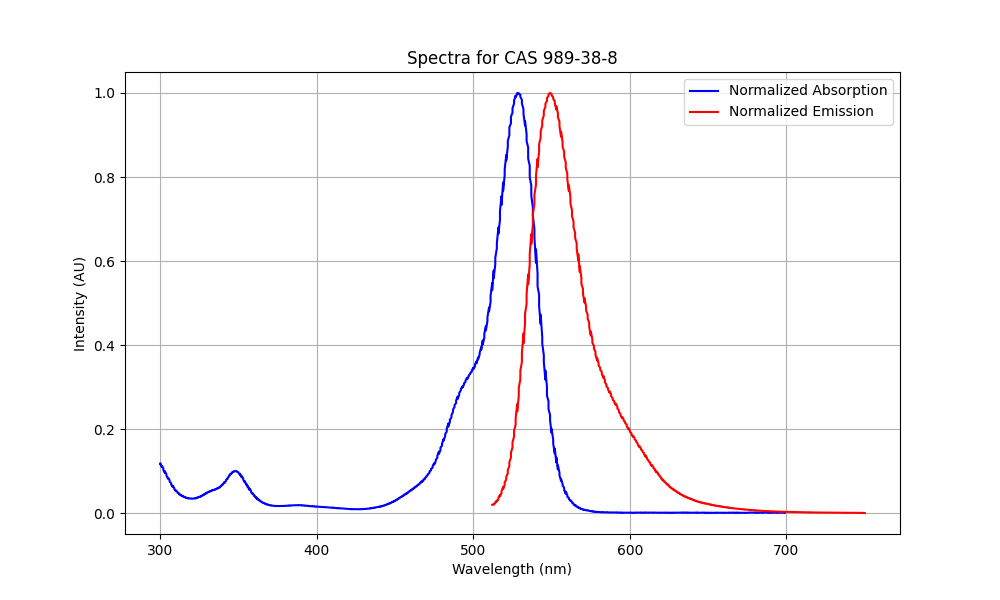 Spectra for CAS 989-38-8
Normalized Absorption
Normalized Emission
Intensity (AU)
1.0
0.8
0.6
0.4
0.2
0.0
300 400 500 600 700
Wavelength (nm)